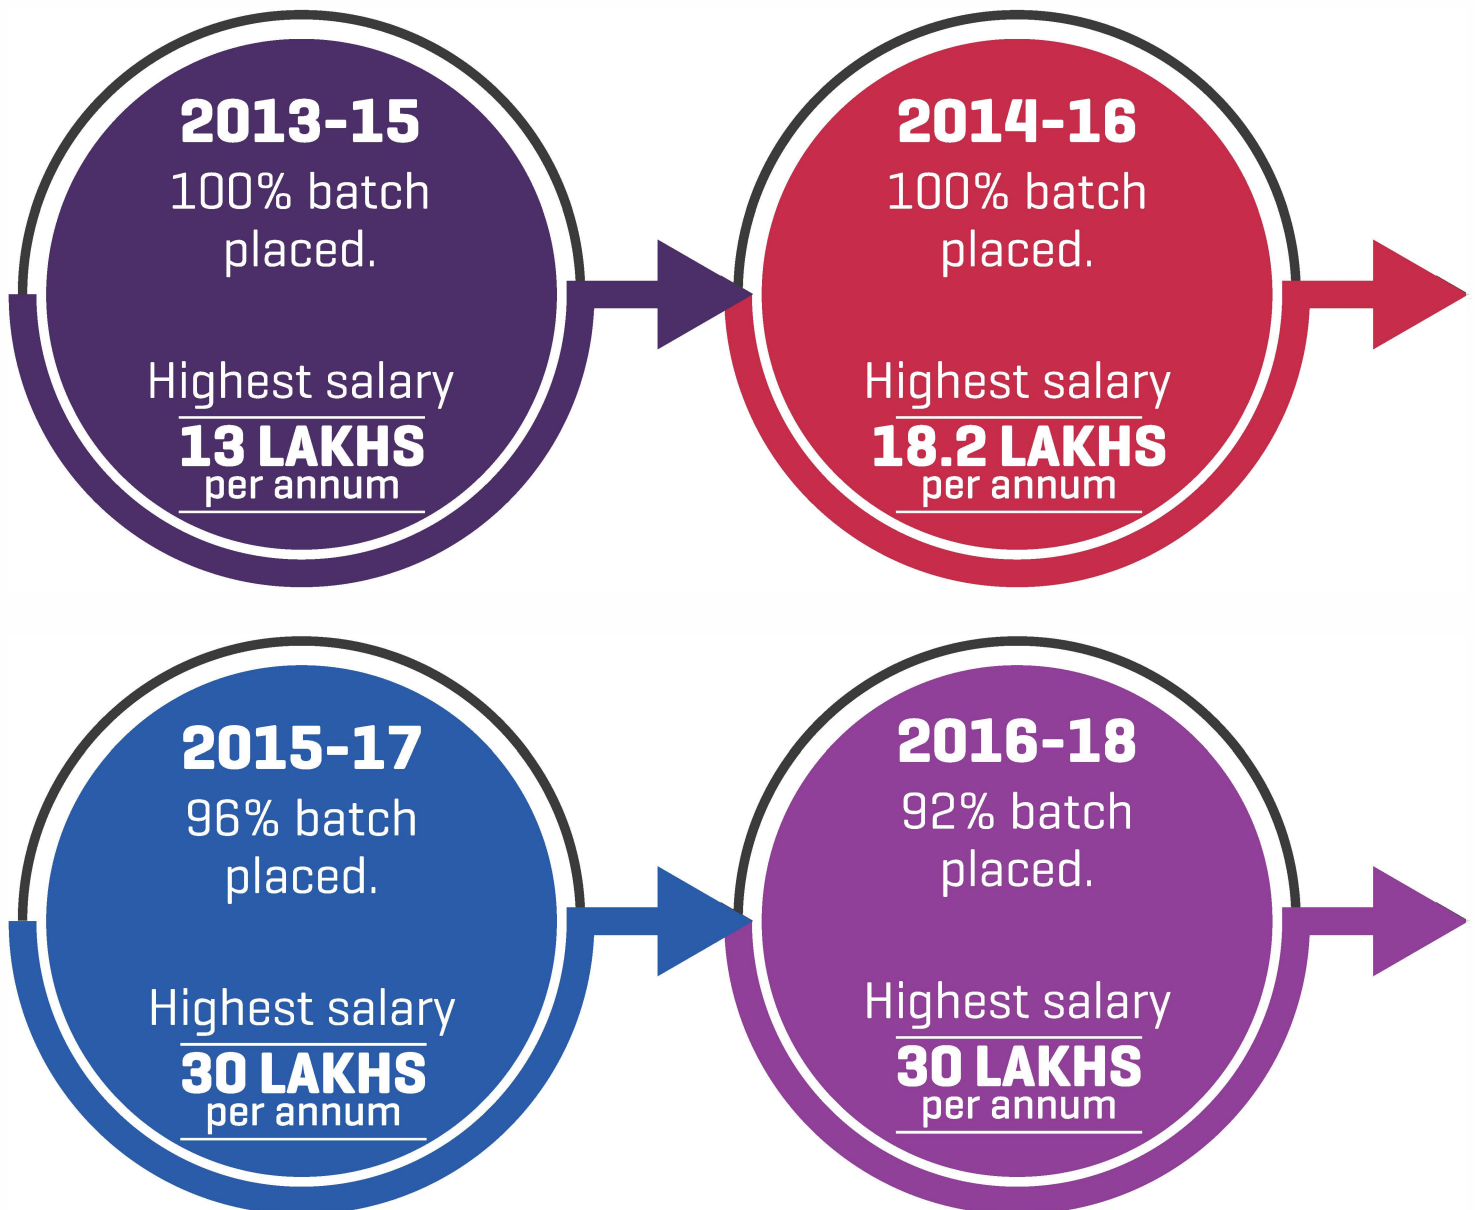 2013-15
100% batch
placed.
Highest salary
13 LAKHS
per annum
2014-16
100% batch
placed.
Highest salary
18.2 LAKHS
per annum
2015-17
96% batch
placed.
Highest salary
30 LAKHS
per annum
2016-18
92% batch
placed.
Highest salary
30 LAKHS
per annum